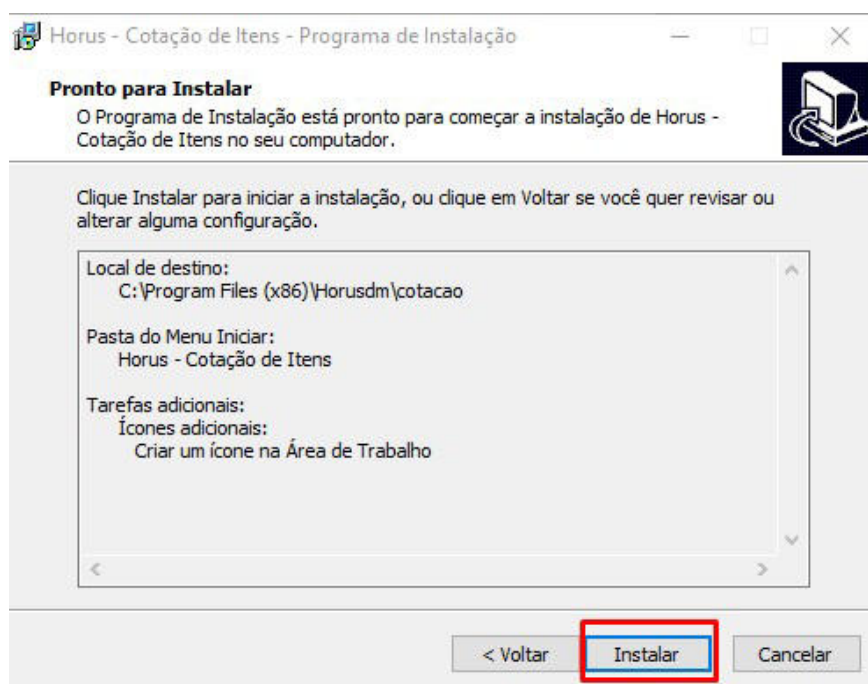 Horus - Cotação de Itens - Programa de Instalação
Pronto para Instalar
O Programa de Instalação está pronto para começar a instalação de Horus -
Cotação de Itens no seu computador.
Clique Instalar para iniciar a instalação, ou clique em Voltar se você quer revisar ou
alterar alguma configuração.
Local de destino:
C:\Program Files (x86)\Horusdm\cotacao
Pasta do Menu Iniciar:
Horus - Cotação de Itens
Tarefas adicionais:
Ícones adicionais:
Criar um ícone na Área de Trabalho
< Voltar
Instalar
Cancelar